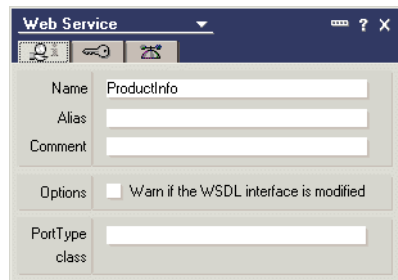 Web Service ? X
Name ProductInfo
Alias
Comment
Options Warn if the WSDL interface is modified
PortType
class